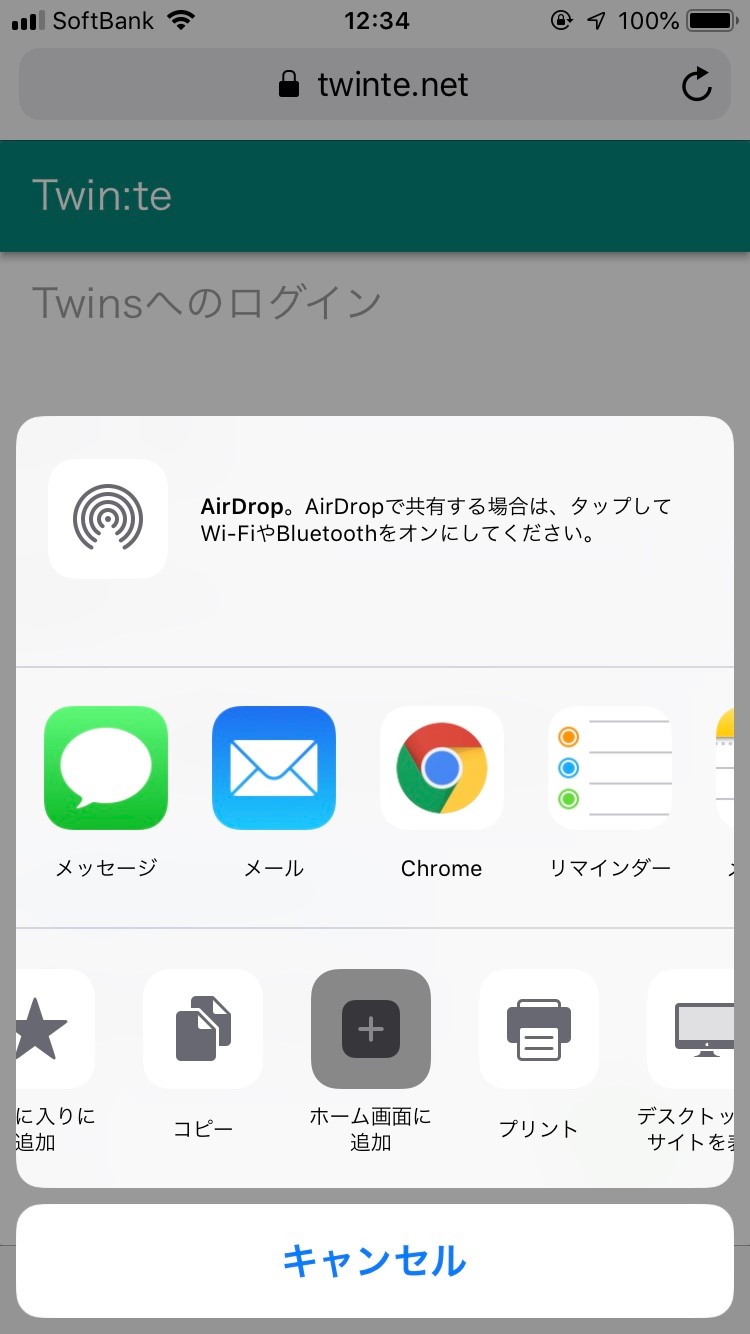 SoftBank 12:34 100%
twinte.net
Twin:te
Twinsへのログイン
AirDrop。AirDropで共有する場合は、タップして
Wi-FiやBluetoothをオンにしてください。
メッセージ メール Chrome リマインダー
に入りに
追加
コピー
ホーム画面に
追加
プリント
デスクトッ
サイトを
キャンセル